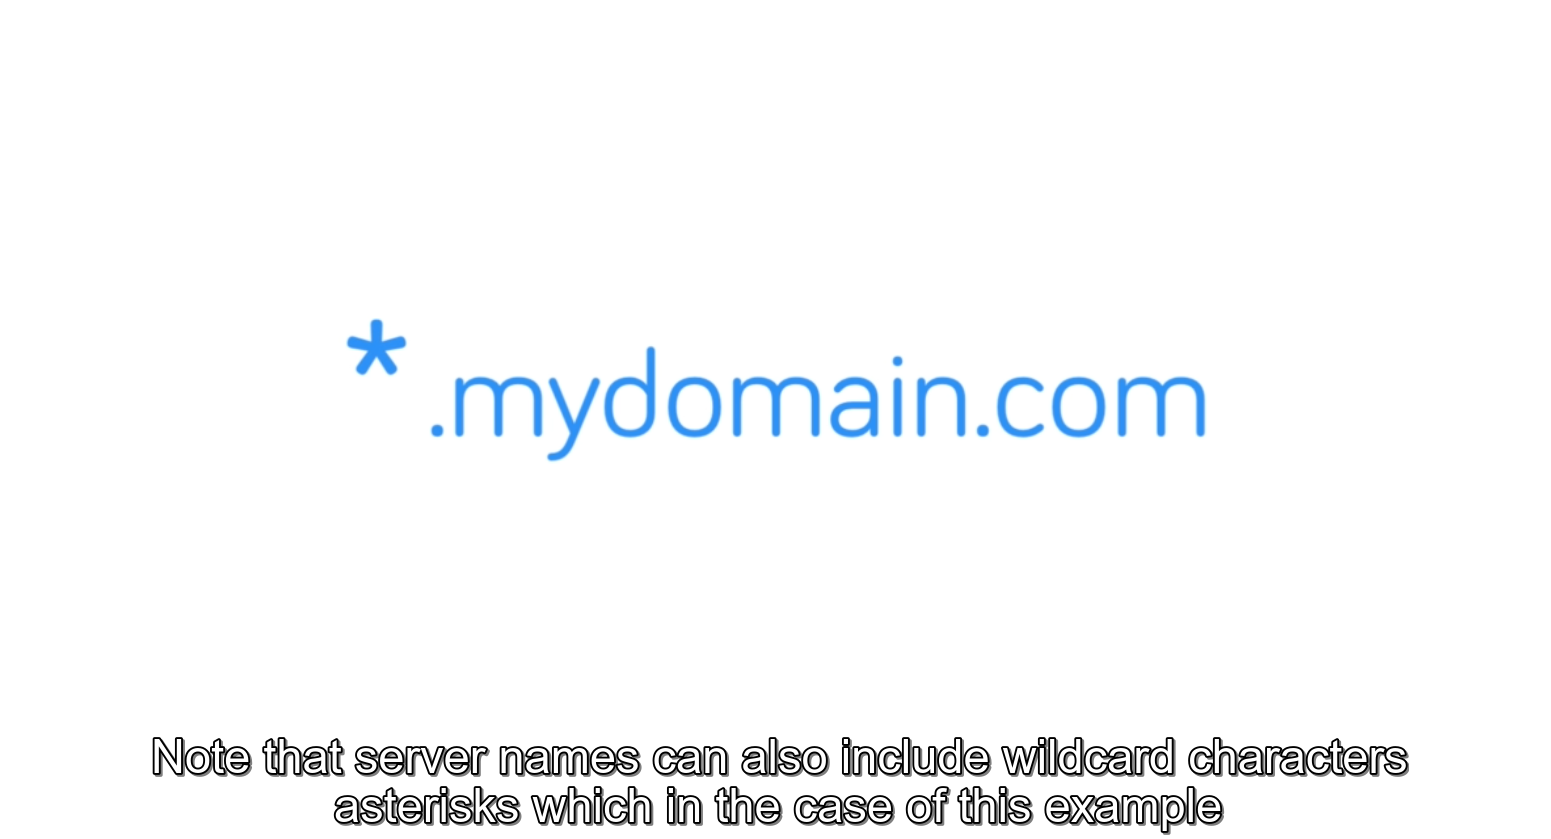 *.mydomain.com
Note that server names can also include wildcard characters
asterisks which in the case of this example